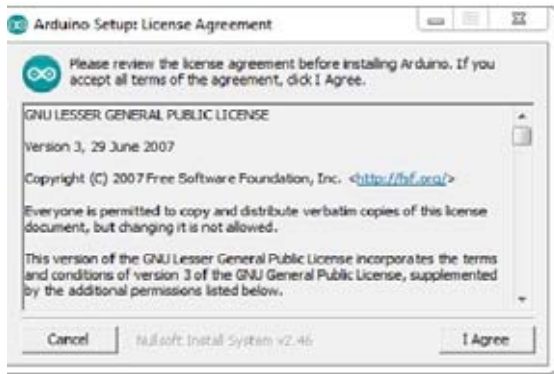 Arduino Setup: License Agreement
Please review the license agreement before installing Arduino. If you
accept all terms of the agreement, click I Agree.
GNU LESSER GENERAL PUBLIC LICENSE
Version 3, 29 June 2007
Copyright (C) 2007 Free Software Foundation, Inc. <http://fsf.org/>
Everyone is permitted to copy and distribute verbatim copies of this license
document, but changing it is not allowed.
This version of the GNU Lesser General Public License incorporates the terms
and conditions of version 3 of the GNU General Public License, supplemented
by the additional permissions listed below.
Cancel
Nullsoft Install System v2.46
I Agree